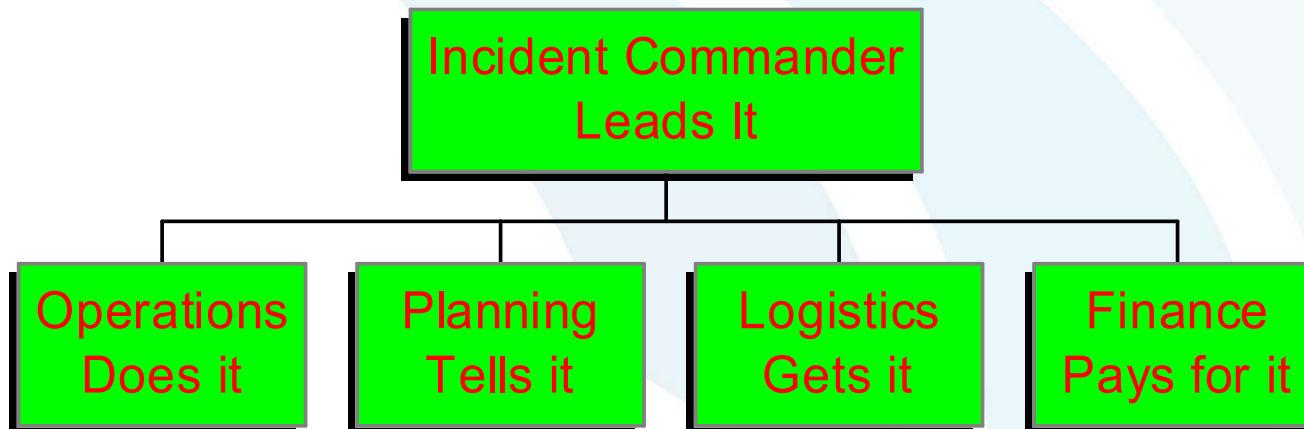 Incident Commander
Leads It
Operations
Does it
Planning
Tells it
Logistics
Gets it
Finance
Pays for it